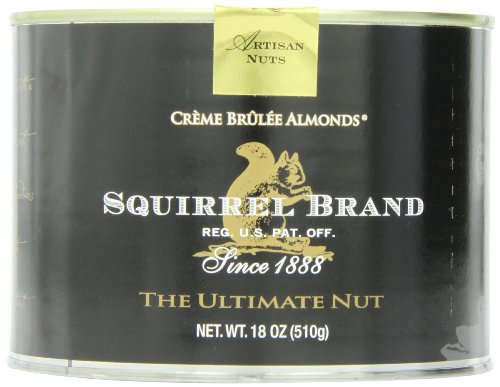 Artisan
Nuts
Crème Brûlée Almonds®
Squirrel Brand
REG. U.S. PAT. OFF.
Since 1888
The Ultimate Nut
NET. WT. 18 OZ (510g)